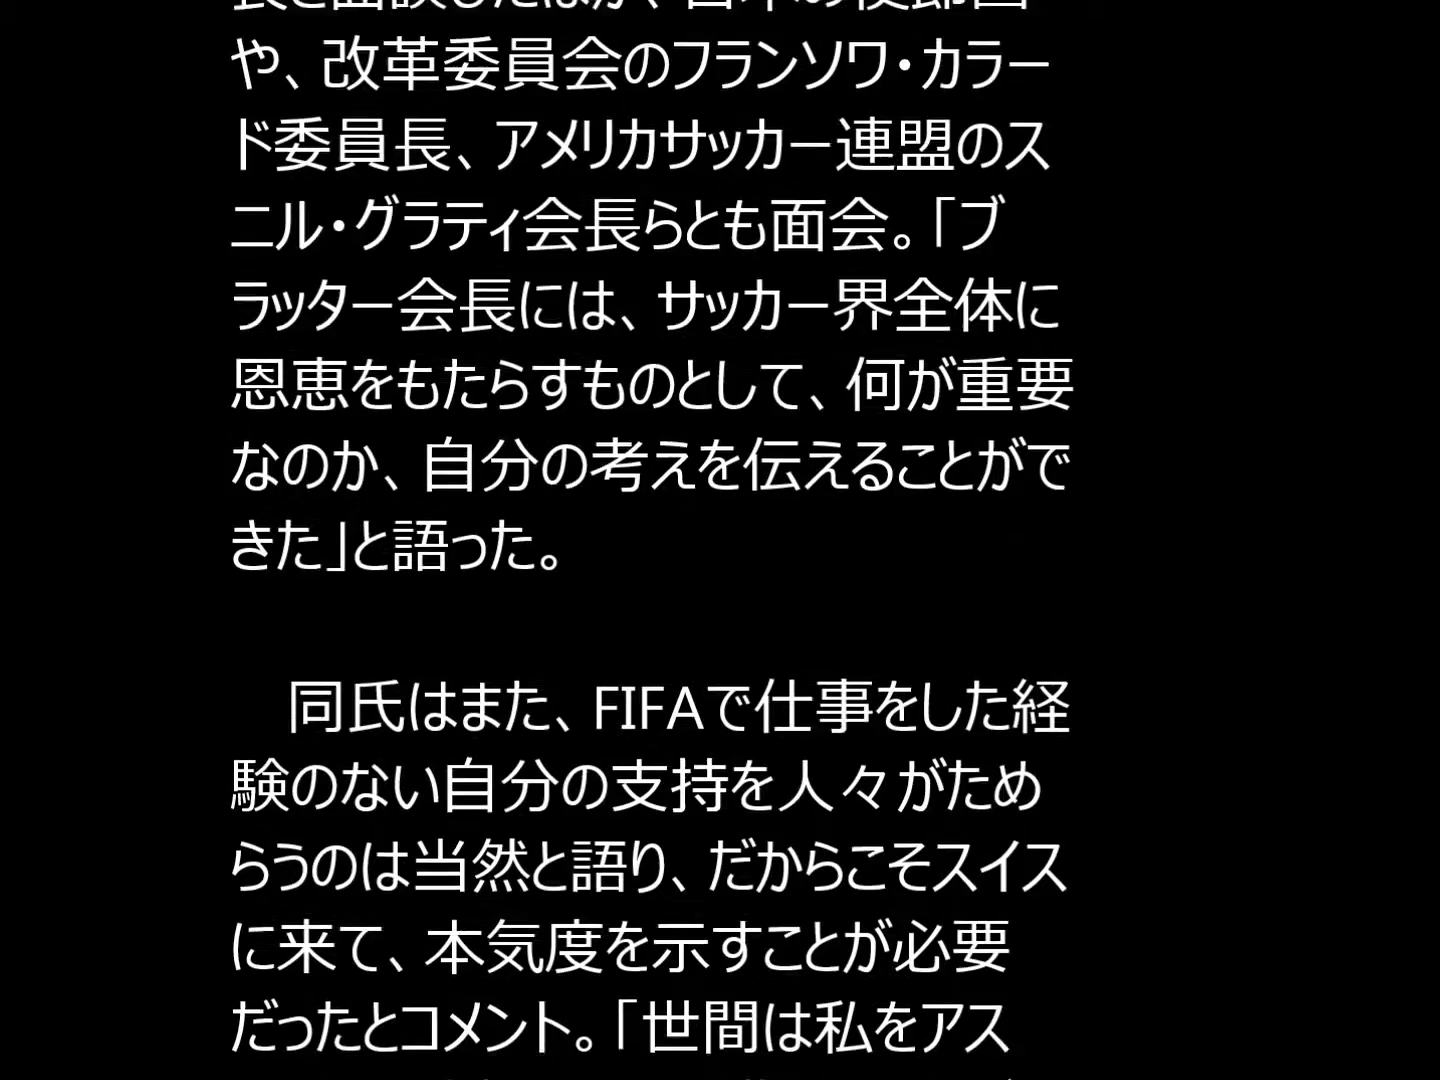 や、改革委員会のフランソワ・カラー
ド委員長、アメリカサッカー連盟のス
ニル・グラティ会長らとも面会。「ブ
ラッター会長には、サッカー界全体に
恩恵をもたらすものとして、何が重要
なのか、自分の考えを伝えることがで
きた」と語った。
同氏はまた、FIFAで仕事をした経
験のない自分の支持を人々がため
らうのは当然と語り、だからこそスイス
に来て、本気度を示すことが必要
だったとコメント。「世間は私をアス